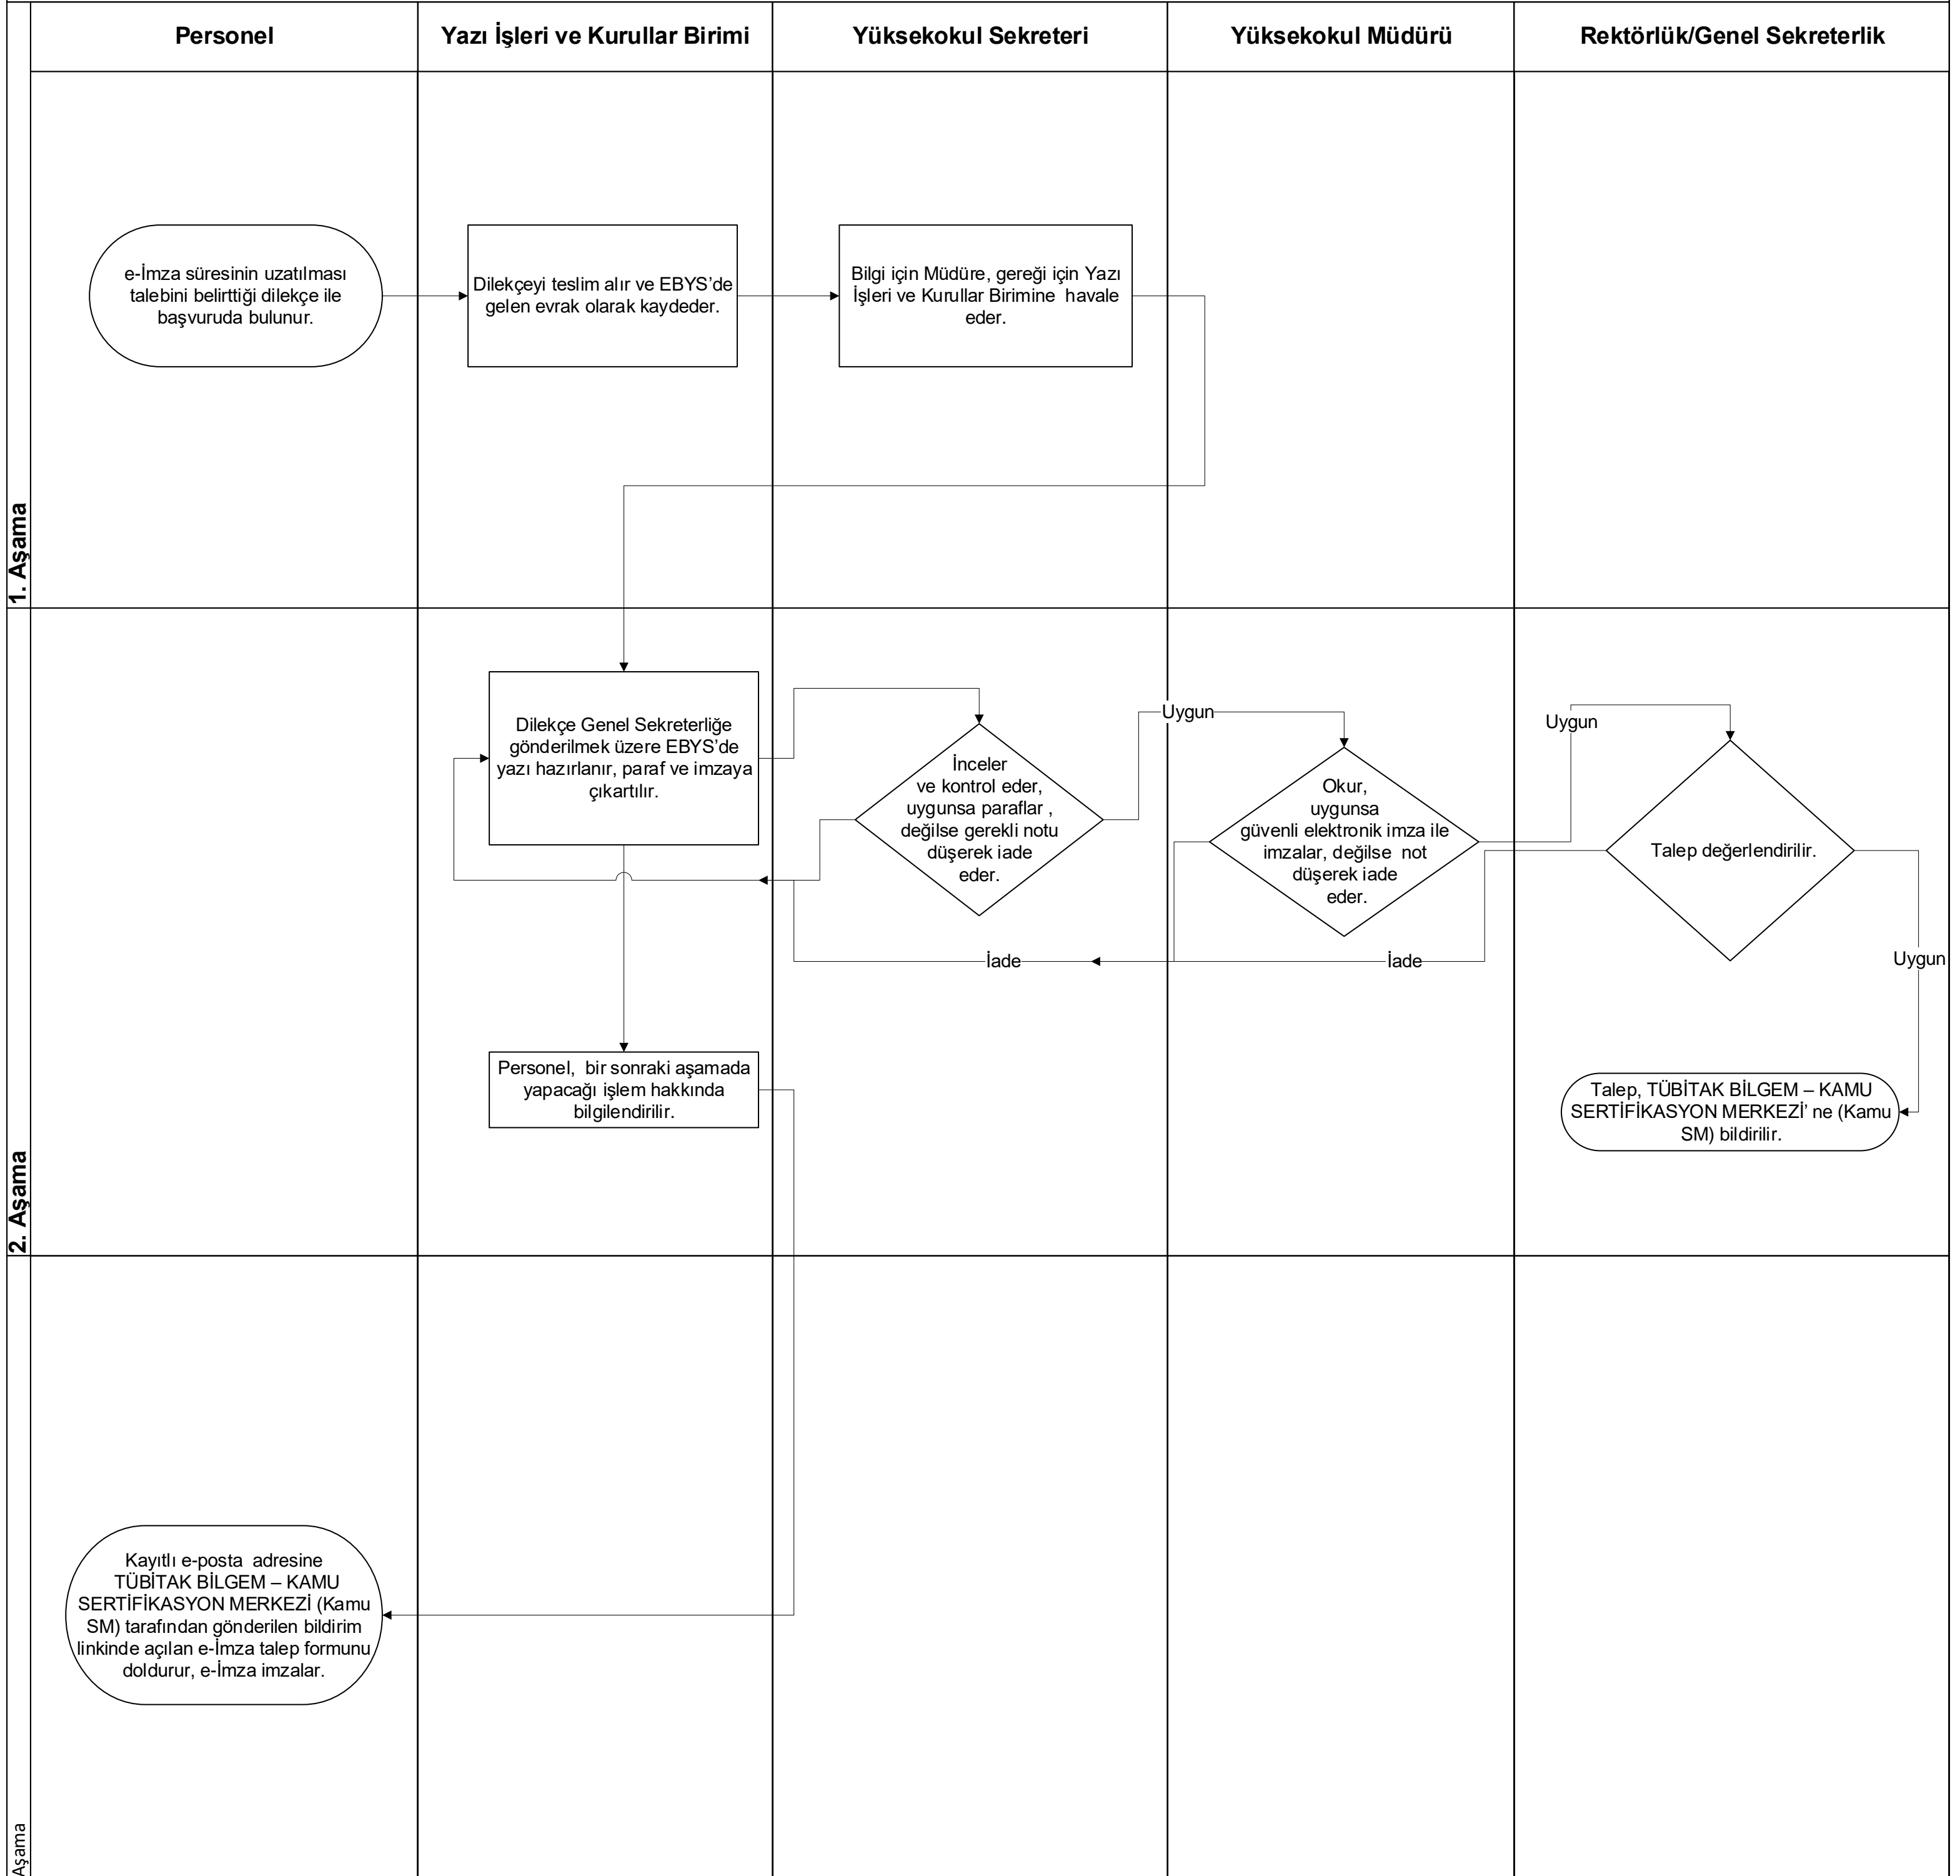 Personel
Yazı İşleri ve Kurullar Birimi
Yüksekokul Sekreteri
Yüksekokul Müdürü
Rektörlük/Genel Sekreterlik
1. Aşama
e-İmza süresinin uzatılması
talebini belirttiği dilekçe ile
başvuruda bulunur.
Dilekçeyi teslim alır ve EBYS’de
gelen evrak olarak kaydeder.
Bilgi için Müdüre, gereği için Yazı
İşleri ve Kurullar Birimine havale
eder.
2. Aşama
Dilekçe Genel Sekreterliğe
gönderilmek üzere EBYS’de
yazı hazırlanır, paraf ve imzaya
çıkartılır.
İnceler
ve kontrol eder,
uygunsa paraflar ,
değilse gerekli notu
düşerek iade
eder.
Uygun
Okur,
uygunsa
güvenli elektronik imza ile
imzalar, değilse not
düşerek iade
eder.
Uygun
Talep değerlendirilir.
İade
İade
Uygun
Personel, bir sonraki aşamada
yapacağı işlem hakkında
bilgilendirilir.
Talep, TÜBİTAK BİLGEM – KAMU
SERTİFİKASYON MERKEZİ’ ne (Kamu
SM) bildirilir.
Aşama
Kayıtlı e-posta adresine
TÜBİTAK BİLGEM – KAMU
SERTİFİKASYON MERKEZİ (Kamu
SM) tarafından gönderilen bildirim
linkinde açılan e-İmza talep formunu
doldurur, e-İmza imzalar.